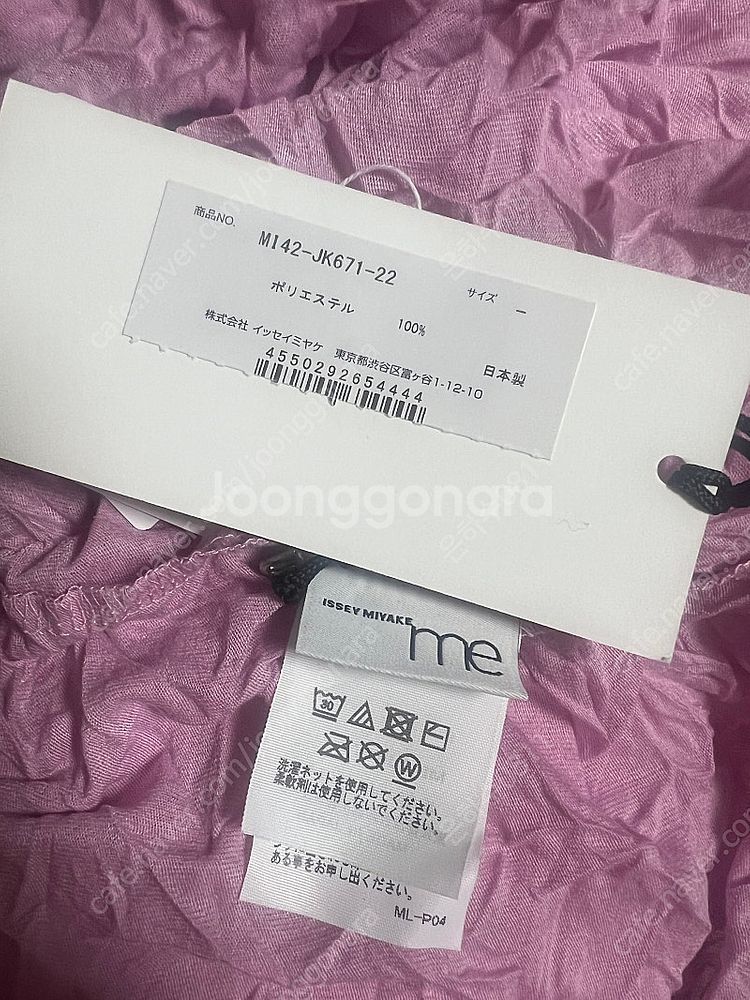 商品NO.
MI42-JK671-22
サイズ ー
ポリエステル 100%
日本製
株式会社 イッセイミヤケ 東京都渋谷区富ヶ谷1-12-10
4550292654444
Joonggonara
ISSEY MIYAKE
me
30
W
洗濯ネットを使用してください。
柔軟剤は使用しないでください。
ある事をお申し出ください。
ML-P04